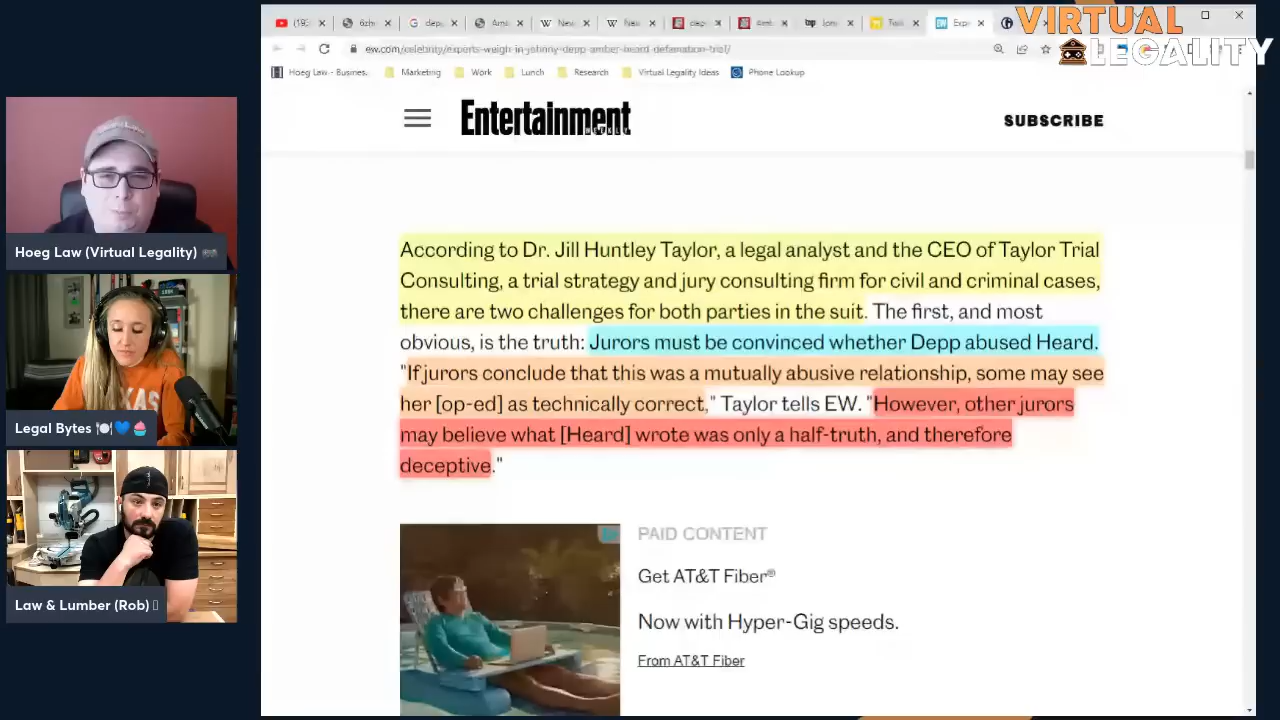 VIRTUAL
LEGALITY
ew.com/celebrity/experts-weigh-in-johnny-depp-amber-heard-defamation-trial/
Hoeg Law - Busines..
Marketing
Work
Lunch
Research
Virtual Legality Ideas
Phone Lookup
Entertainment
WEEKLY
SUBSCRIBE
According to Dr. Jill Huntley Taylor, a legal analyst and the CEO of Taylor Trial
Consulting, a trial strategy and jury consulting firm for civil and criminal cases,
there are two challenges for both parties in the suit. The first, and most
obvious, is the truth: Jurors must be convinced whether Depp abused Heard.
"If jurors conclude that this was a mutually abusive relationship, some may see
her [op-ed] as technically correct," Taylor tells EW. "However, other jurors
may believe what [Heard] wrote was only a half-truth, and therefore
deceptive."
PAID CONTENT
Get AT&T Fiber®
Now with Hyper-Gig speeds.
From AT&T Fiber
Hoeg Law (Virtual Legality)
TEXAS
Legal Bytes
Law & Lumber (Rob)